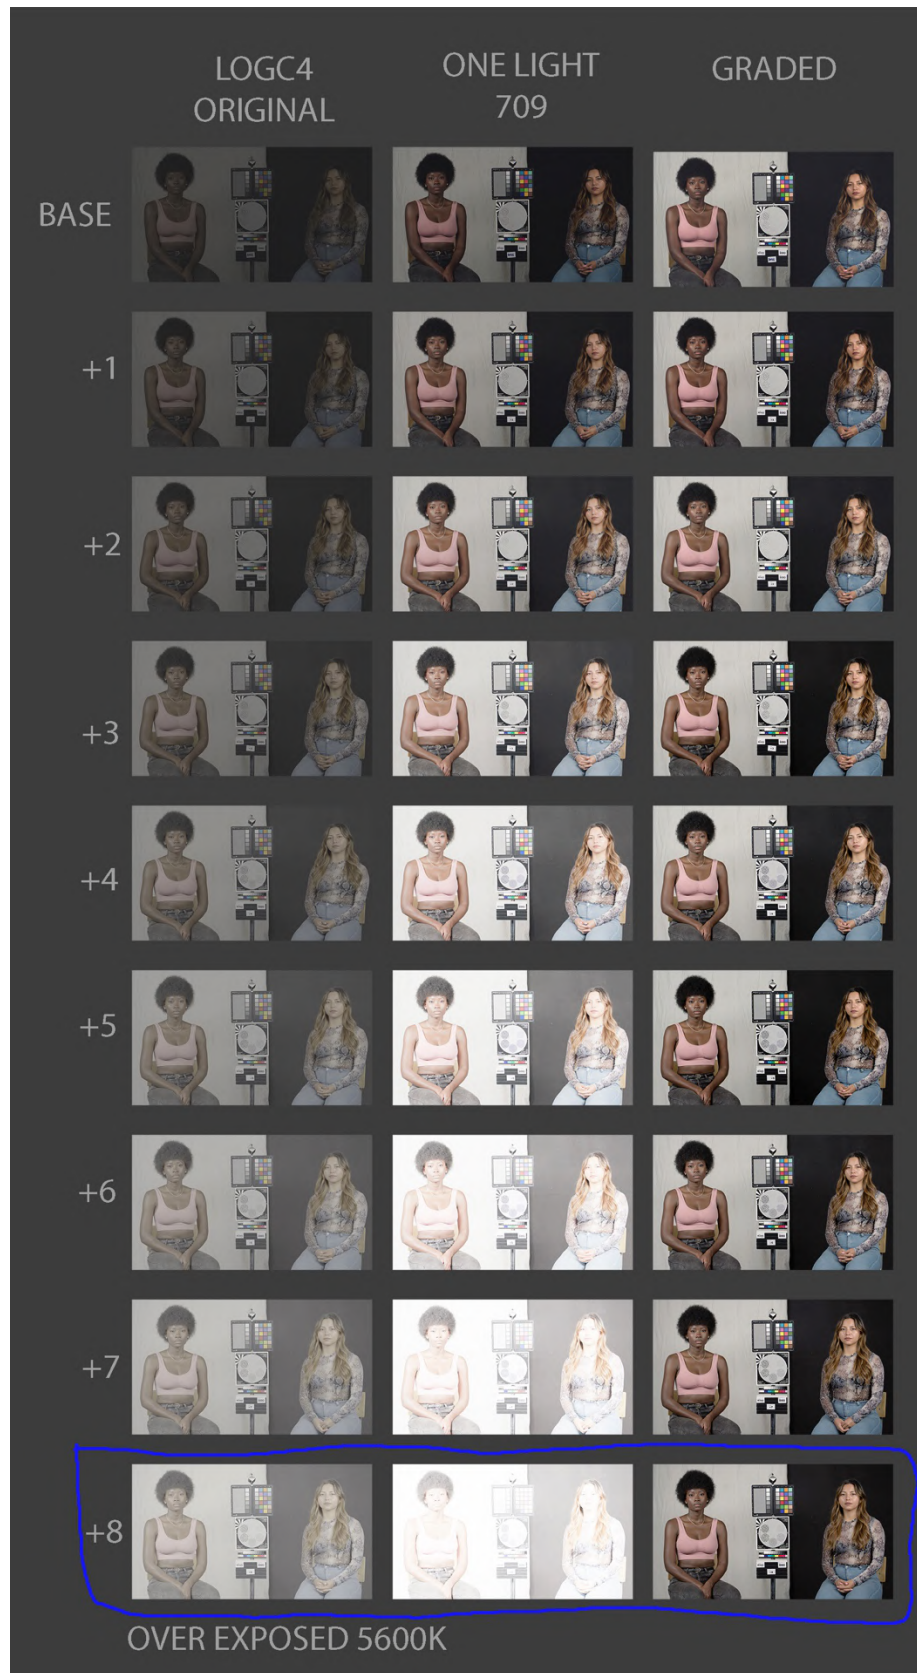 LOGC4
ORIGINAL
ONE LIGHT
709
GRADED
BASE
+1
+2
+3
+4
+5
+6
+7
+8
OVER EXPOSED 5600K